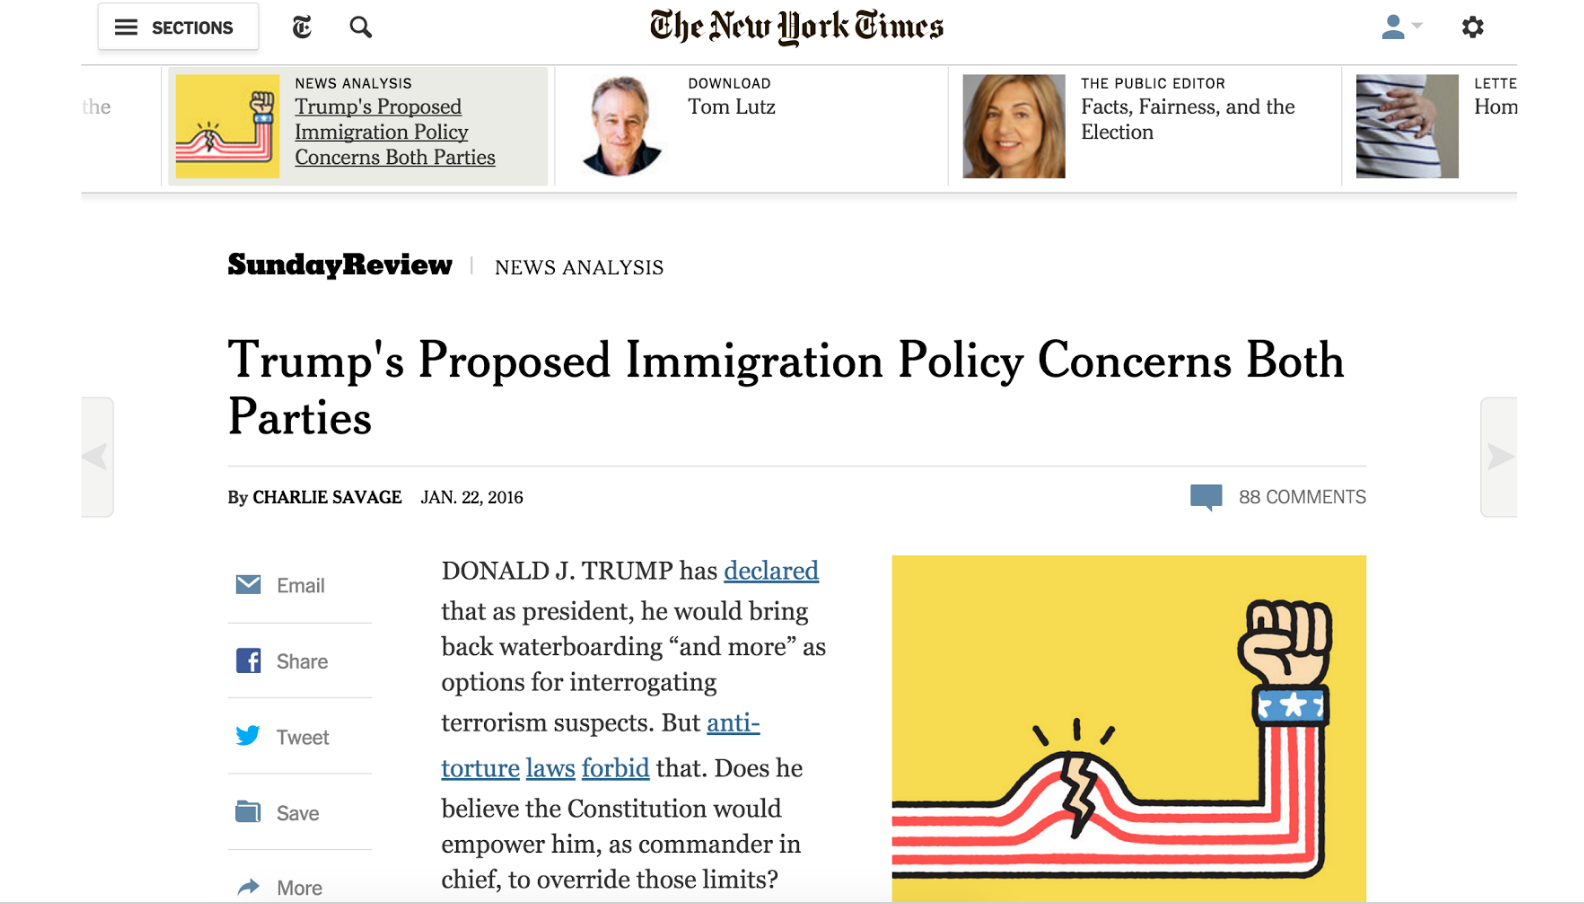 SECTIONS
The New York Times
the
NEWS ANALYSIS
Trump's Proposed
Immigration Policy
Concerns Both Parties
DOWNLOAD
Tom Lutz
THE PUBLIC EDITOR
Facts, Fairness, and the
Election
LETTE
Hom
SundayReview
NEWS ANALYSIS
Trump's Proposed Immigration Policy Concerns Both
Parties
By CHARLIE SAVAGE JAN. 22, 2016
88 COMMENTS
Email
Share
Tweet
Save
More
DONALD J. TRUMP has declared
that as president, he would bring
back waterboarding “and more” as
options for interrogating
terrorism suspects. But anti-
torture laws forbid that. Does he
believe the Constitution would
empower him, as commander in
chief, to override those limits?